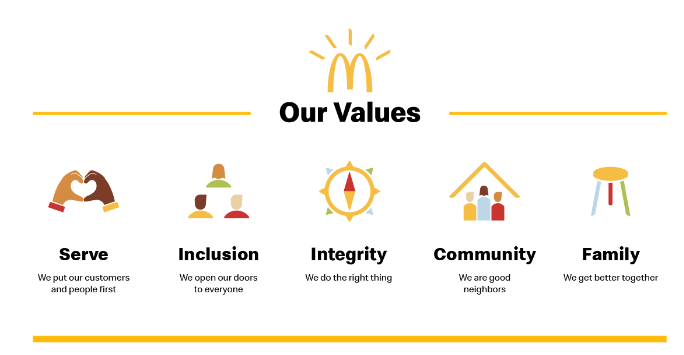 Our Values
Serve
We put our customers
and people first
Inclusion
We open our doors
to everyone
Integrity
We do the right thing
Community
We are good
neighbors
Family
We get better together